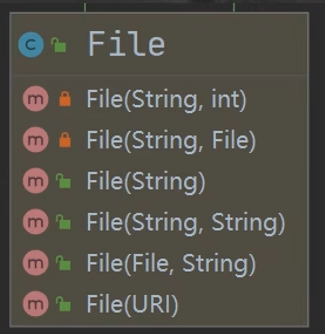 C File
m File(String, int)
m File(String, File)
m File(String)
m File(String, String)
m File(File, String)
m File(URI)